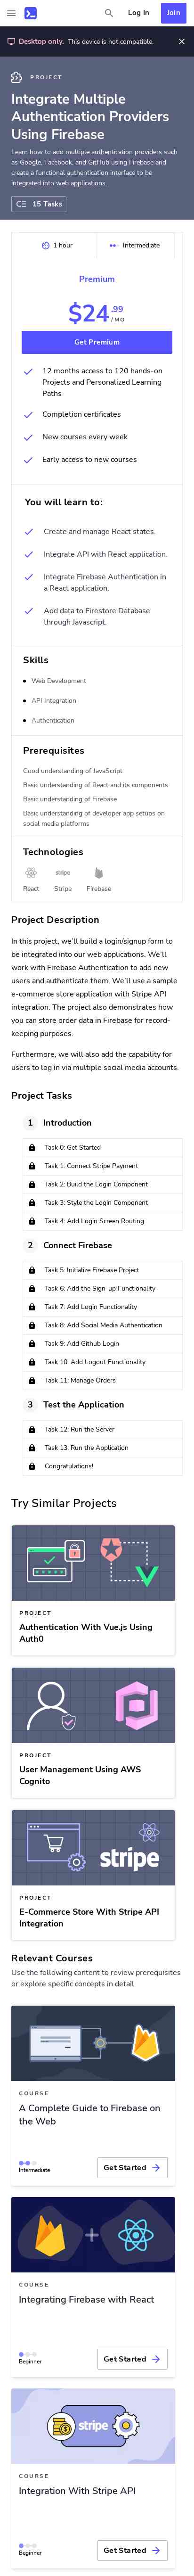 Log In
Join
Desktop only. This device is not compatible.
PROJECT
Integrate Multiple
Authentication Providers
Using Firebase
Learn how to add multiple authentication providers such
as Google, Facebook, and GitHub using Firebase and
create a functional authentication interface to be
integrated into web applications.
15 Tasks
1 hour
Intermediate
Premium
$24 .99
/ MO
Get Premium
12 months access to 120 hands-on
Projects and Personalized Learning
Paths
Completion certificates
New courses every week
Early access to new courses
You will learn to:
Create and manage React states.
Integrate API with React application.
Integrate Firebase Authentication in
a React application.
Add data to Firestore Database
through Javascript.
Skills
Web Development
API Integration
Authentication
Prerequisites
Good understanding of JavaScript
Basic understanding of React and its components
Basic understanding of Firebase
Basic understanding of developer app setups on
social media platforms
Technologies
stripe
React
Stripe
Firebase
Project Description
In this project, we'll build a login/signup form to
be integrated into our web applications. We'll
work with Firebase Authentication to add new
users and authenticate them. We'll use a sample
e-commerce store application with Stripe API
integration. The project also demonstrates how
you can store order data in Firebase for record-
keeping purposes.
Furthermore, we will also add the capability for
users to log in via multiple social media accounts.
Project Tasks
1 Introduction
Task 0: Get Started
Task 1: Connect Stripe Payment
Task 2: Build the Login Component
Task 3: Style the Login Component
Task 4: Add Login Screen Routing
2 Connect Firebase
Task 5: Initialize Firebase Project
Task 6: Add the Sign-up Functionality
Task 7: Add Login Functionality
Task 8: Add Social Media Authentication
Task 9: Add Github Login
Task 10: Add Logout Functionality
Task 11: Manage Orders
3 Test the Application
Task 12: Run the Server
Task 13: Run the Application
Congratulations!
Try Similar Projects
PROJECT
Authentication With Vue.js Using
Auth0
PROJECT
User Management Using AWS
Cognito
stripe
PROJECT
E-Commerce Store With Stripe API
Integration
Relevant Courses
Use the following content to review prerequisites
or explore specific concepts in detail.
COURSE
A Complete Guide to Firebase on
the Web
Intermediate
Get Started
COURSE
Integrating Firebase with React
Beginner
Get Started
stripe
COURSE
Integration With Stripe API
Beginner
Get Started